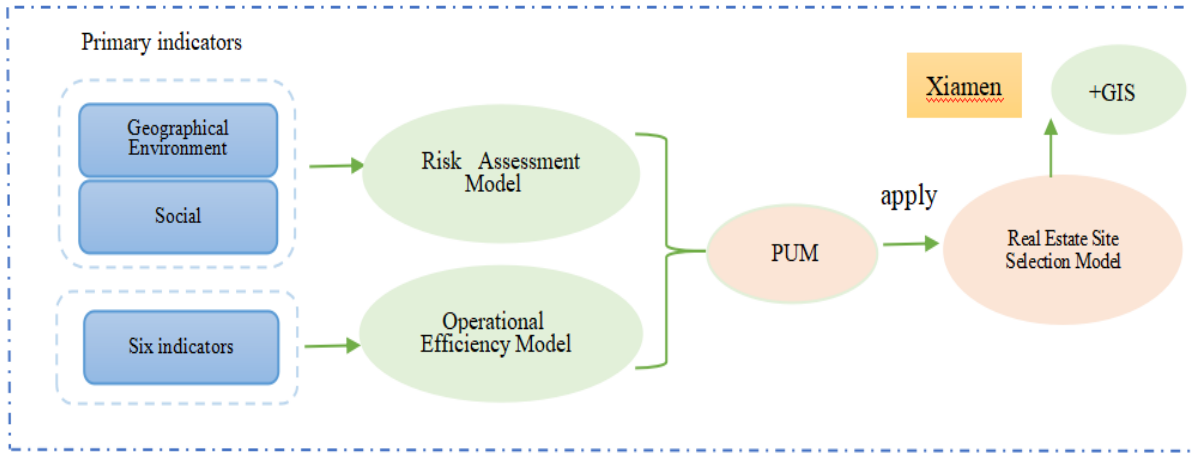 Primary indicators
Geographical
Environment
Social
Six indicators
Risk Assessment
Model
Operational
Efficiency Model
PUM
apply
Real Estate Site
Selection Model
Xiamen
+GIS